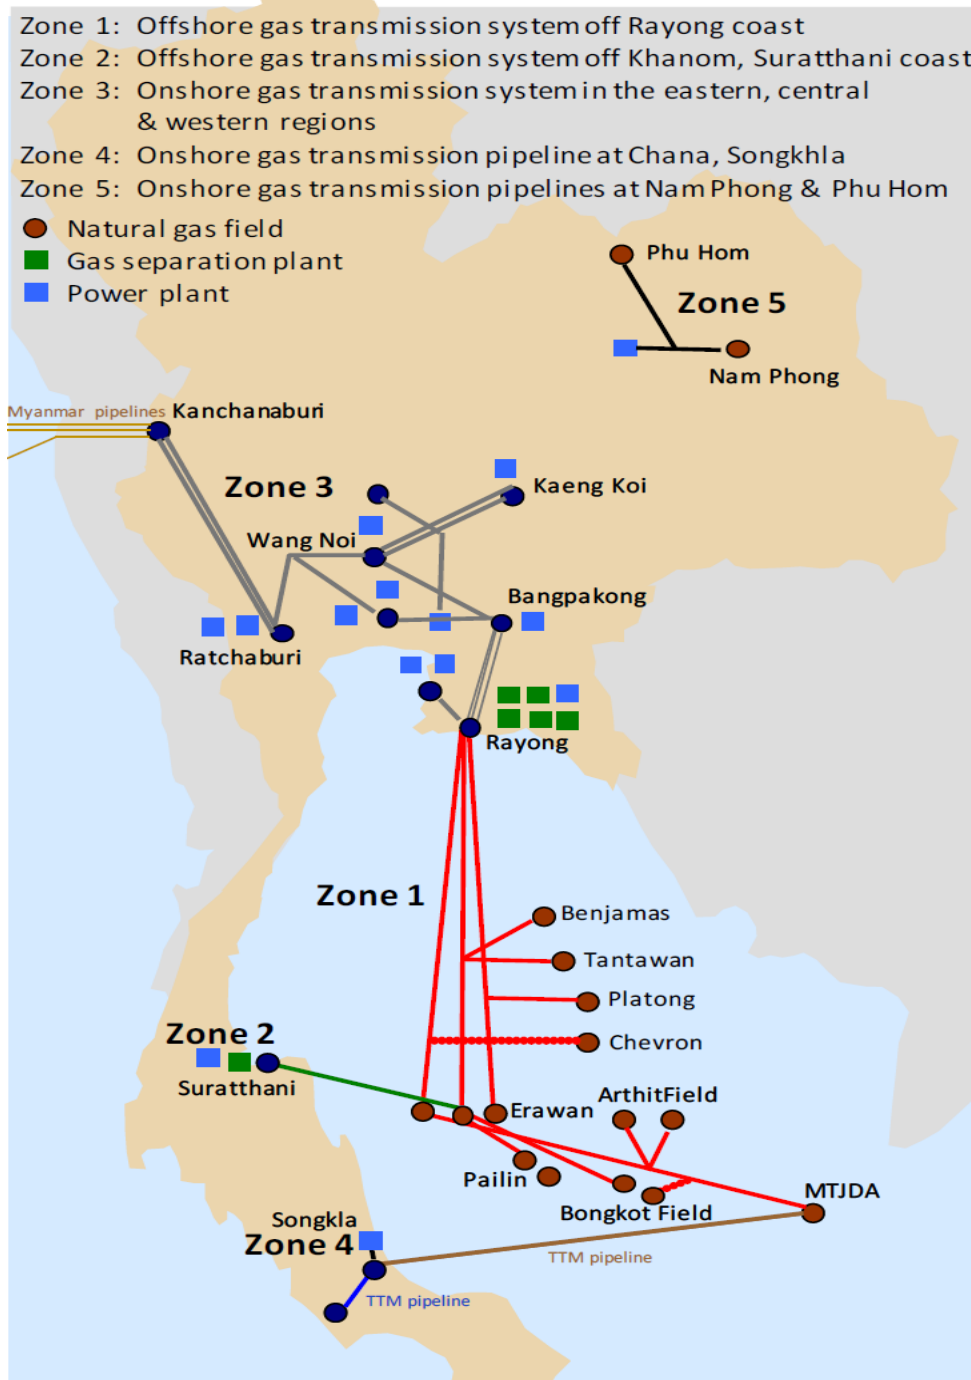 Zone 1: Offshore gas transmission system off Rayong coast
Zone 2: Offshore gas transmission system off Khanom, Suratthani coast
Zone 3: Onshore gas transmission system in the eastern, central
& western regions
Zone 4: Onshore gas transmission pipeline at Chana, Songkhla
Zone 5: Onshore gas transmission pipelines at Nam Phong & Phu Hom
Natural gas field
Gas separation plant
Power plant
Phu Hom
Zone 5
Nam Phong
Myanmar pipelines
Kanchanaburi
Zone 3
Kaeng Koi
Wang Noi
Bangpakong
Ratchaburi
Rayong
Zone 1
Benjamas
Tantawan
Platong
Chevron
Zone 2
Suratthani
Erawan
ArthitField
Pailin
Bongkot Field
MTJDA
Songkla
Zone 4
TTM pipeline
TTM pipeline